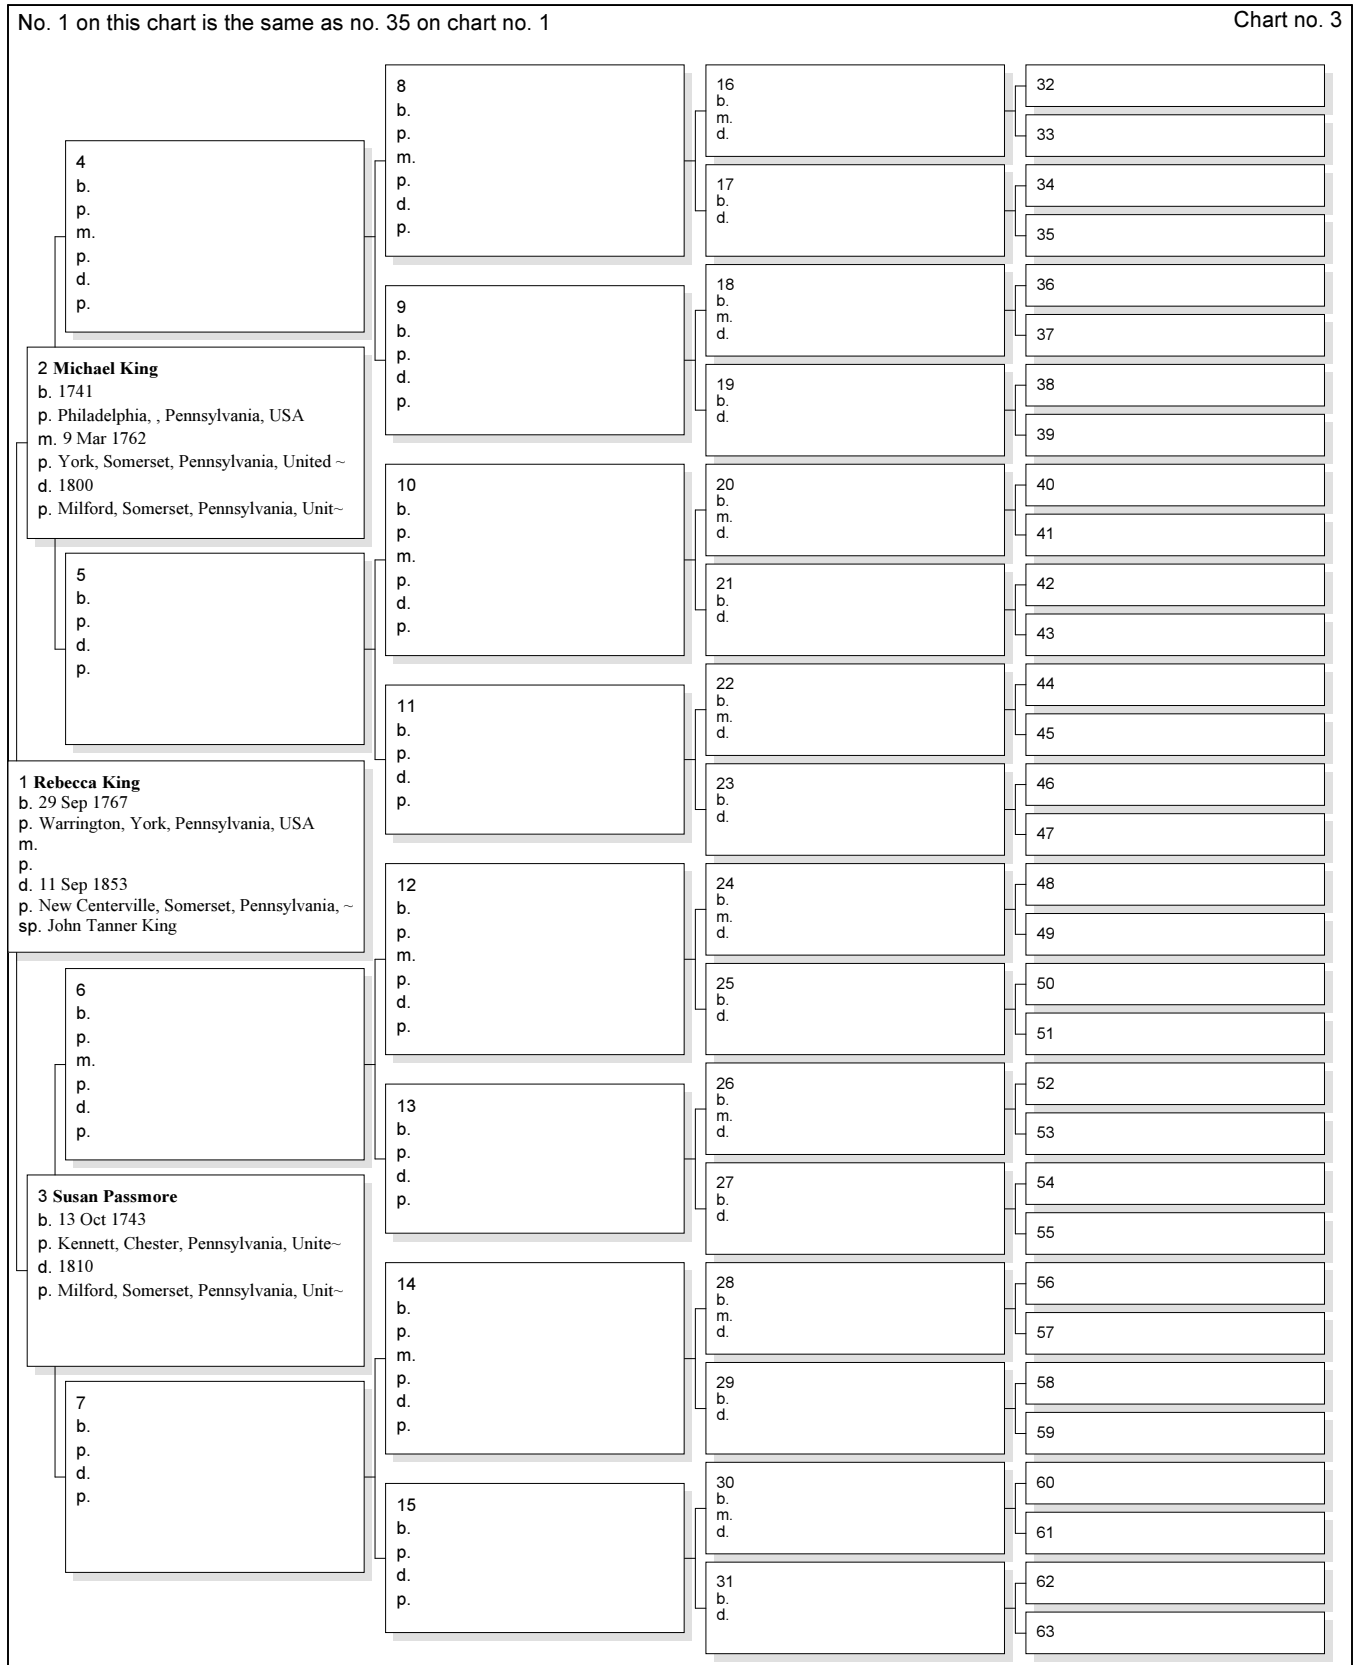 No. 1 on this chart is the same as no. 35 on chart no. 1
Chart no. 3
1 Rebecca King
b. 29 Sep 1767
p. Warrington, York, Pennsylvania, USA
m.
p.
d. 11 Sep 1853
p. New Centerville, Somerset, Pennsylvania, ~
sp. John Tanner King
2 Michael King
b. 1741
p. Philadelphia, , Pennsylvania, USA
m. 9 Mar 1762
p. York, Somerset, Pennsylvania, United ~
d. 1800
p. Milford, Somerset, Pennsylvania, Unit~
3 Susan Passmore
b. 13 Oct 1743
p. Kennett, Chester, Pennsylvania, Unite~
d. 1810
p. Milford, Somerset, Pennsylvania, Unit~
4
b.
p.
m.
p.
d.
p.
5
b.
p.
d.
p.
6
b.
p.
m.
p.
d.
p.
7
b.
p.
d.
p.
8
b.
p.
m.
p.
d.
p.
9
b.
p.
d.
p.
10
b.
p.
m.
p.
d.
p.
11
b.
p.
d.
p.
12
b.
p.
m.
p.
d.
p.
13
b.
p.
d.
p.
14
b.
p.
m.
p.
d.
p.
15
b.
p.
d.
p.
16
b.
m.
d.
17
b.
d.
18
b.
m.
d.
19
b.
d.
20
b.
m.
d.
21
b.
d.
22
b.
m.
d.
23
b.
d.
24
b.
m.
d.
25
b.
d.
26
b.
m.
d.
27
b.
d.
28
b.
m.
d.
29
b.
d.
30
b.
m.
d.
31
b.
d.
32
33
34
35
36
37
38
39
40
41
42
43
44
45
46
47
48
49
50
51
52
53
54
55
56
57
58
59
60
61
62
63